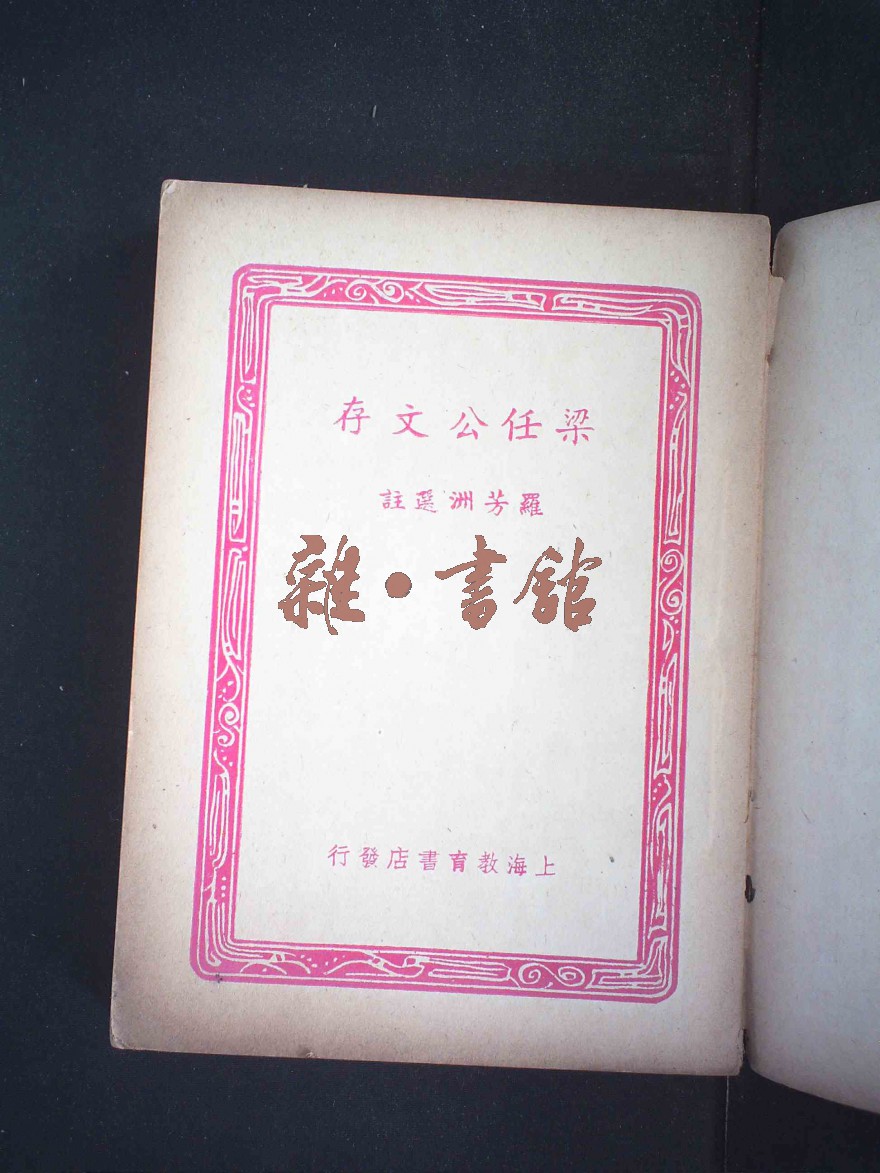 梁任公文存
羅芳洲選註
雜·書館
上海教育書店發行